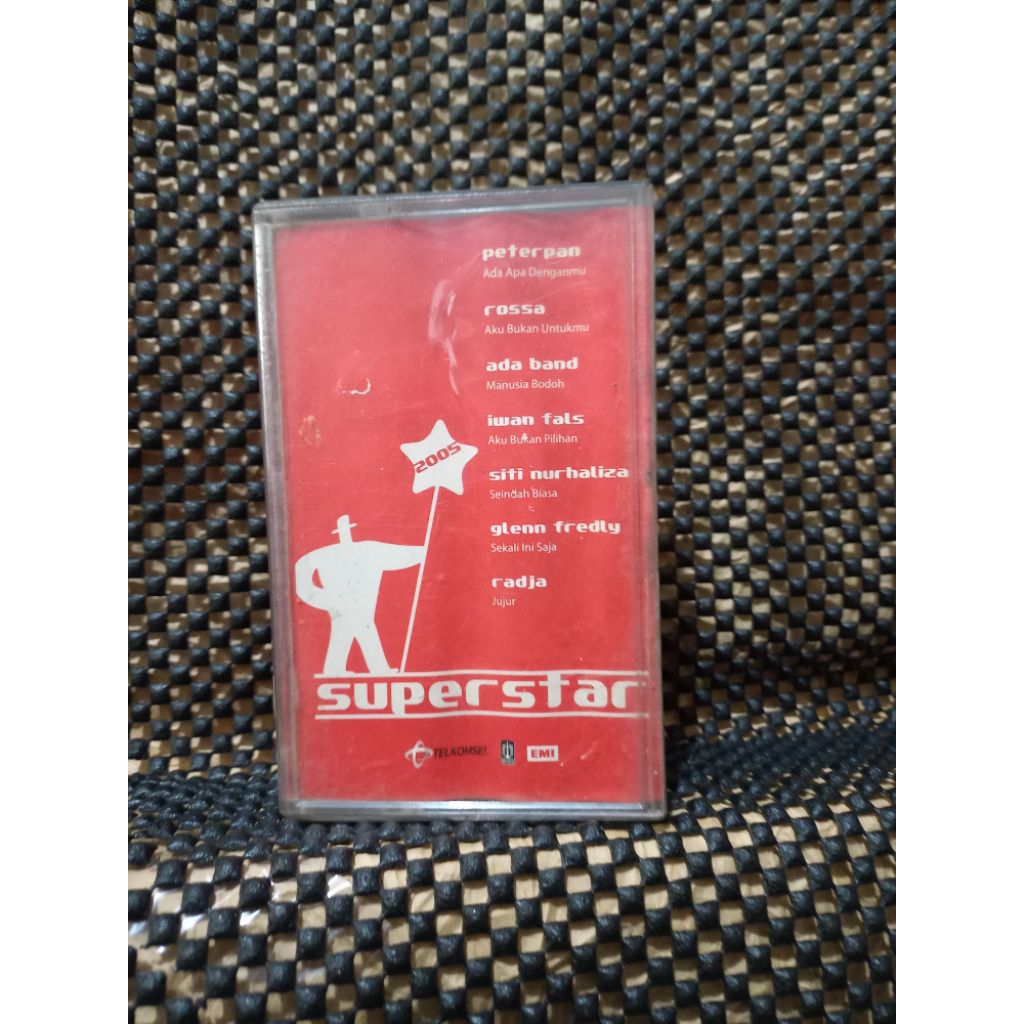 peterpan
Ada Apa Denganmu
rossa
Aku Bukan Untukmu
ada band
Manusia Bodoh
iwan fals
Aku Bukan Pilihan
siti nurhaliza
Seindah Biasa
glenn fredly
Sekali Ini Saja
radja
Jujur
2005
superstar
TELKOMSEL
EMI